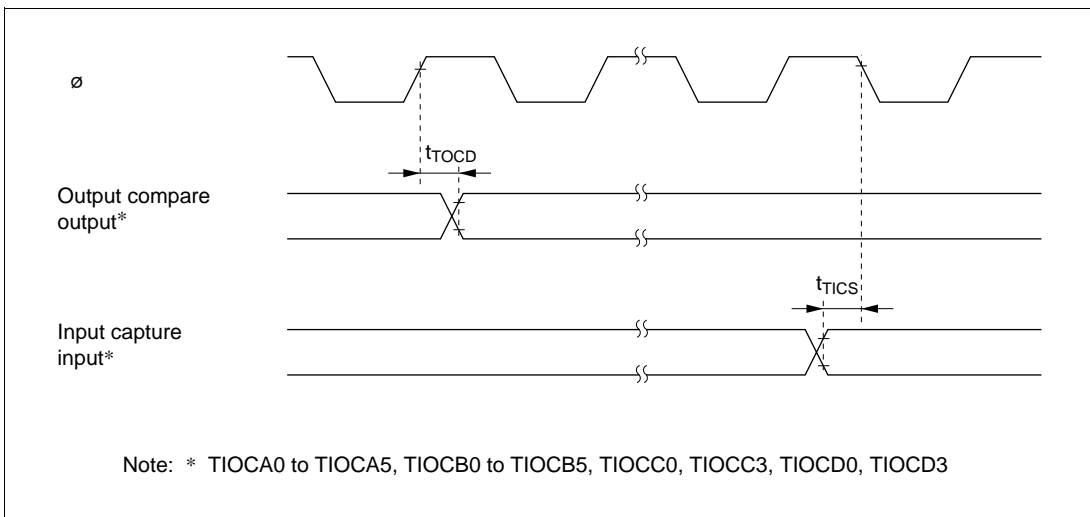 ø
tTOCD
Output compare
output*
tTICS
Input capture
input*
Note: * TIOCA0 to TIOCA5, TIOCB0 to TIOCB5, TIOCC0, TIOCC3, TIOCD0, TIOCD3